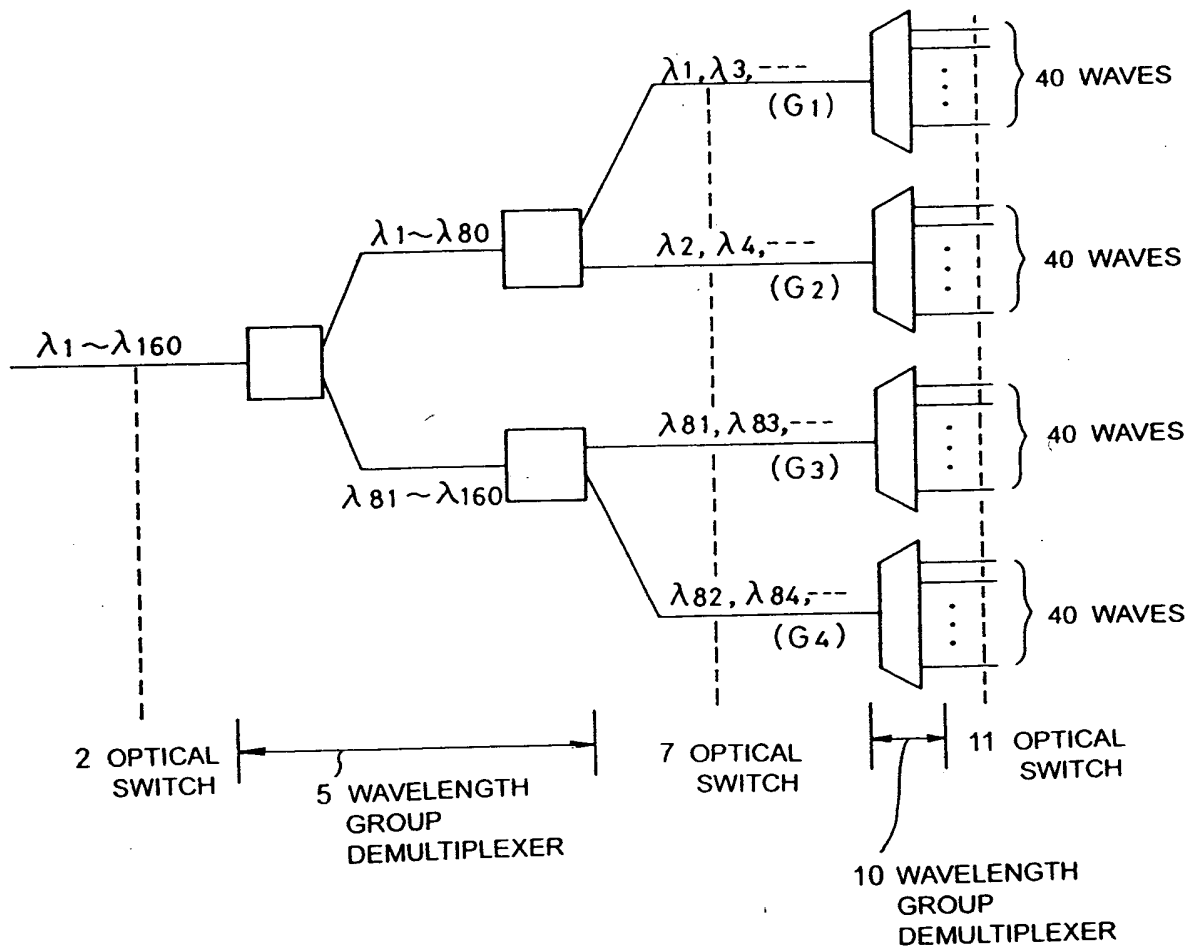 λ1, λ3,---
(G1)
40 WAVES
λ1~λ80
λ2, λ4,---
(G2)
40 WAVES
λ1~λ160
λ81, λ83,---
(G3)
40 WAVES
λ81~λ160
λ82, λ84,---
(G4)
40 WAVES
2 OPTICAL
SWITCH
5 WAVELENGTH
GROUP
DEMULTIPLEXER
7 OPTICAL
SWITCH
11 OPTICAL
SWITCH
10 WAVELENGTH
GROUP
DEMULTIPLEXER